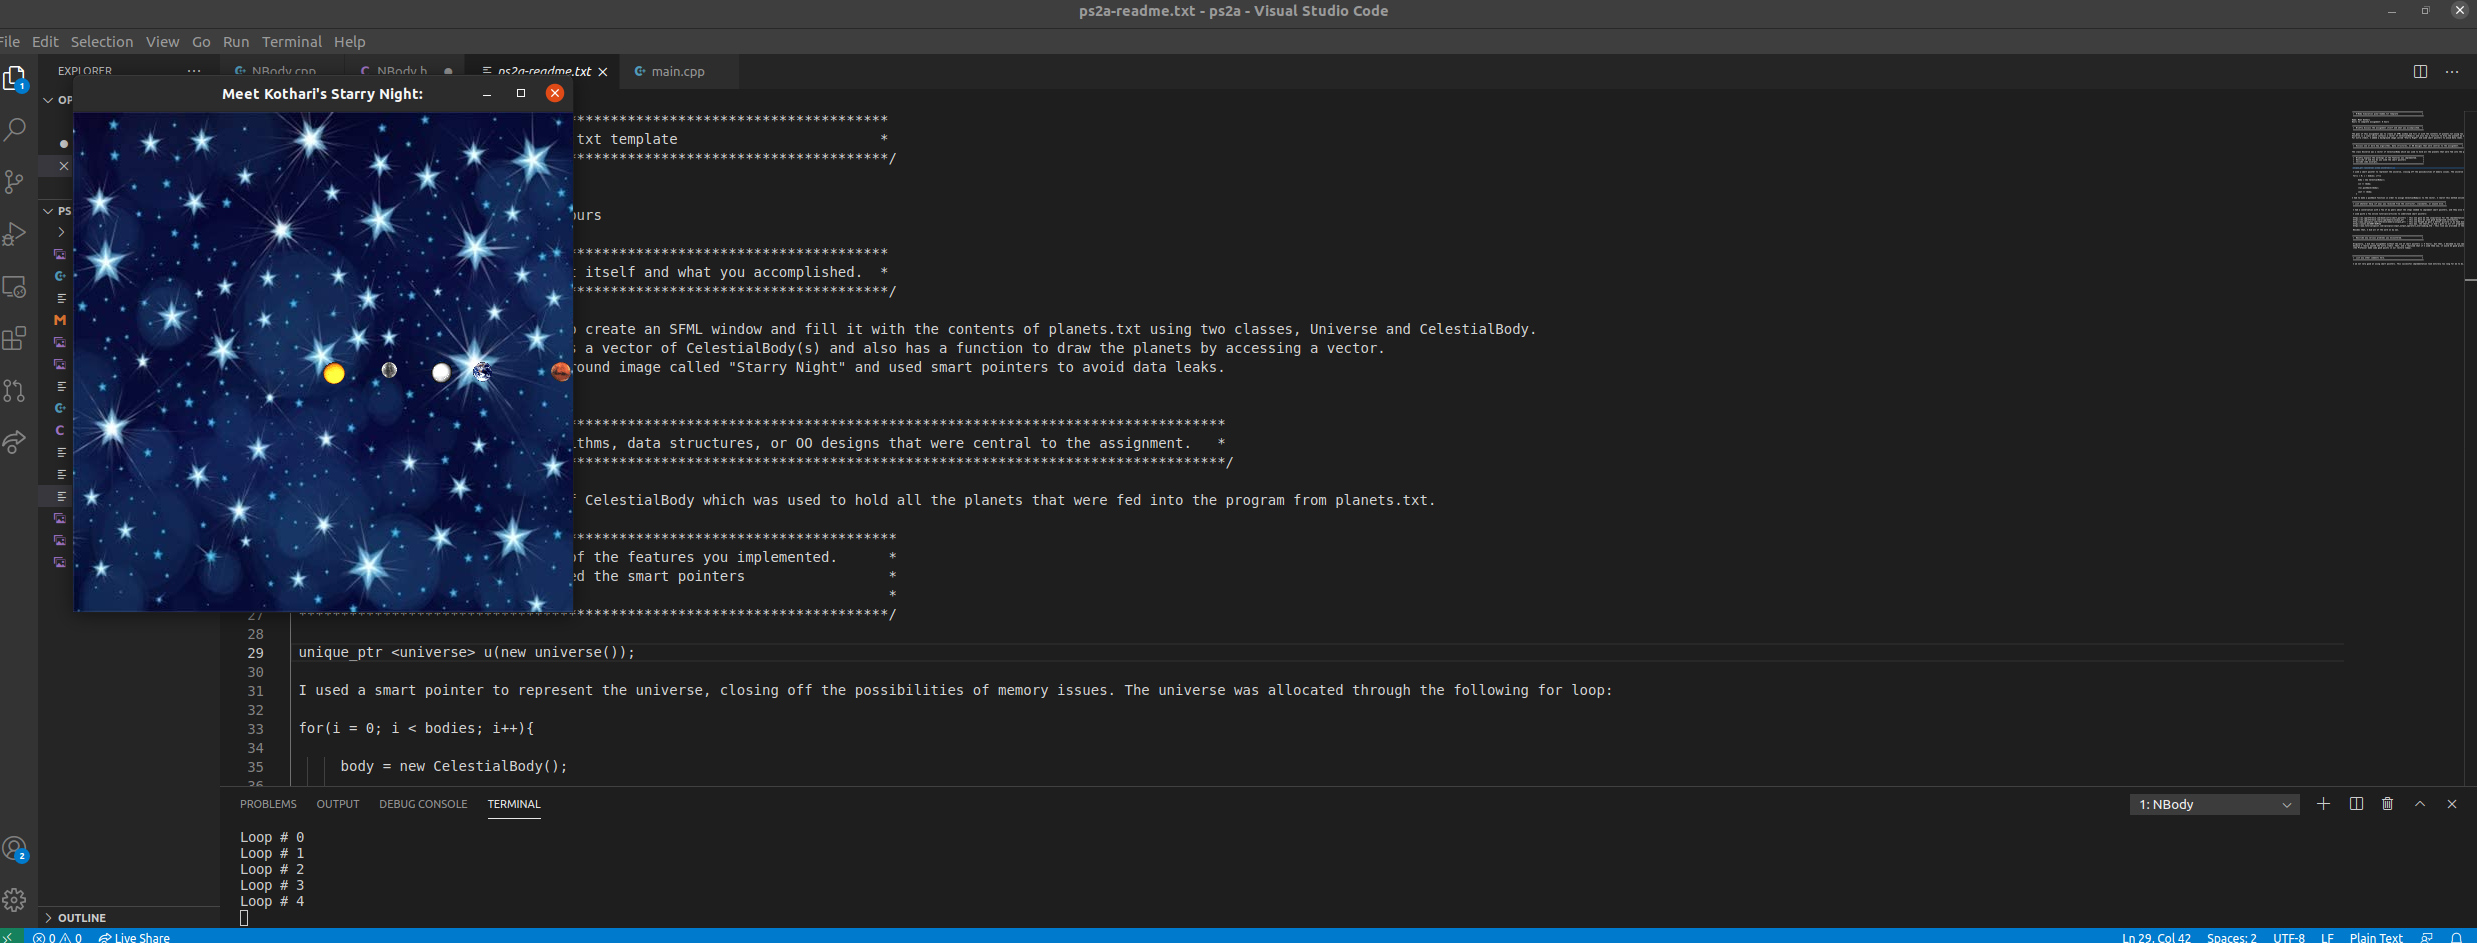 ps2a-readme.txt - ps2a - Visual Studio Code
File Edit Selection View Go Run Terminal Help
EXPLORER ···
NBody.cpp
NBody.h
ps2a-readme.txt
main.cpp
1
OP
PS
M
C
2
OUTLINE
Meet Kothari's Starry Night:
**************************************
txt template *
**************************************/
ours
**************************************
t itself and what you accomplished. *
**************************************/
o create an SFML window and fill it with the contents of planets.txt using two classes, Universe and CelestialBody.
s a vector of CelestialBody(s) and also has a function to draw the planets by accessing a vector.
round image called "Starry Night" and used smart pointers to avoid data leaks.
******************************************************************************
ithms, data structures, or OO designs that were central to the assignment. *
******************************************************************************/
f CelestialBody which was used to hold all the planets that were fed into the program from planets.txt.
***************************************
of the features you implemented. *
ed the smart pointers *
*
27 **********************************************************************/
28
29 unique_ptr <universe> u(new universe());
30
31 I used a smart pointer to represent the universe, closing off the possibilities of memory issues. The universe was allocated through the following for loop:
32
33 for(i = 0; i < bodies; i++){
34
35 body = new CelestialBody();
36
PROBLEMS OUTPUT DEBUG CONSOLE TERMINAL
1: NBody
Loop # 0
Loop # 1
Loop # 2
Loop # 3
Loop # 4
0 0 Live Share
Ln 29, Col 42 Spaces: 2 UTF-8 LF Plain Text